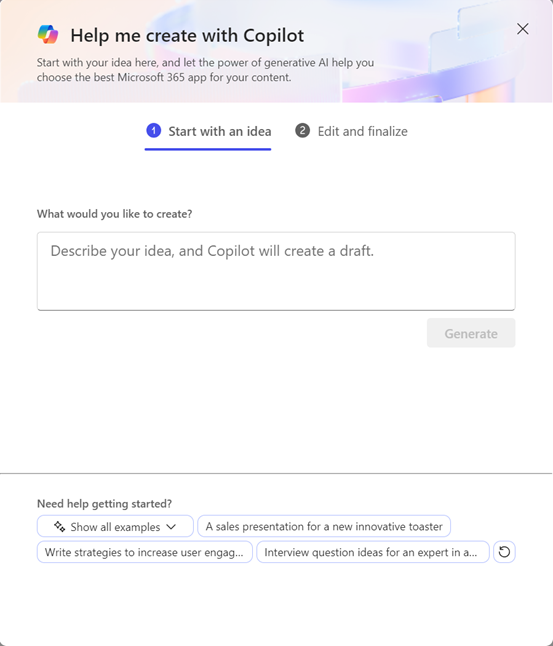 Help me create with Copilot
Start with your idea here, and let the power of generative AI help you
choose the best Microsoft 365 app for your content.
1 Start with an idea
2 Edit and finalize
What would you like to create?
Describe your idea, and Copilot will create a draft.
Generate
Need help getting started?
Show all examples
A sales presentation for a new innovative toaster
Write strategies to increase user engag...
Interview question ideas for an expert in a...